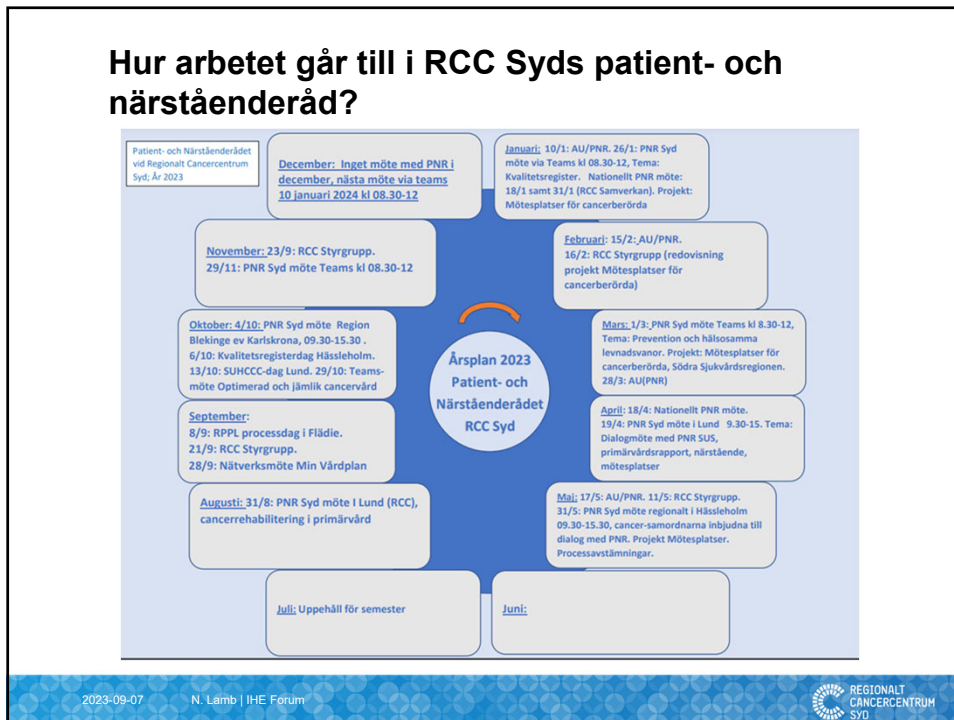 Hur arbetet går till i RCC Syds patient- och
närståenderåd?
Patient- och Närståenderådet
vid Regionalt Cancercentrum
Syd; År 2023
December: Inget möte med PNR i
december, nästa möte via teams
10 januari 2024 kl 08.30-12
Januari: 10/1: AU/PNR. 26/1: PNR Syd
möte via Teams kl 08.30-12, Tema:
Kvalitetsregister. Nationellt PNR möte:
18/1 samt 31/1 (RCC Samverkan). Projekt:
Mötesplatser för cancerberörda
November: 23/9: RCC Styrgrupp.
29/11: PNR Syd möte Teams kl 08.30-12
Februari: 15/2: AU/PNR.
16/2: RCC Styrgrupp (redovisning
projekt Mötesplatser för
cancerberörda)
Oktober: 4/10: PNR Syd möte Region
Blekinge ev Karlskrona, 09.30-15.30 .
6/10: Kvalitetsregisterdag Hässleholm.
13/10: SUHCCC-dag Lund. 29/10: Teams-
möte Optimerad och jämlik cancervård
Mars: 1/3: PNR Syd möte Teams kl 8.30-12,
Tema: Prevention och hälsosamma
levnadsvanor. Projekt: Mötesplatser för
cancerberörda, Södra Sjukvårdsregionen.
28/3: AU(PNR)
Årsplan 2023
Patient- och
Närståenderådet
RCC Syd
September:
8/9: RPPL processdag i Flädie.
21/9: RCC Styrgrupp.
28/9: Nätverksmöte Min Vårdplan
April: 18/4: Nationellt PNR möte.
19/4: PNR Syd möte i Lund 9.30-15. Tema:
Dialogmöte med PNR SUS,
primärvårdsrapport, närstående,
mötesplatser
Augusti: 31/8: PNR Syd möte I Lund (RCC),
cancerrehabilitering i primärvård
Maj: 17/5: AU/PNR. 11/5: RCC Styrgrupp.
31/5: PNR Syd möte regionalt i Hässleholm
09.30-15.30, cancer-samordnarna inbjudna till
dialog med PNR. Projekt Mötesplatser.
Processavstämningar.
Juli: Uppehåll för semester
Juni:
2023-09-07 N. Lamb | IHE Forum
REGIONALT
CANCERCENTRUM
SYD